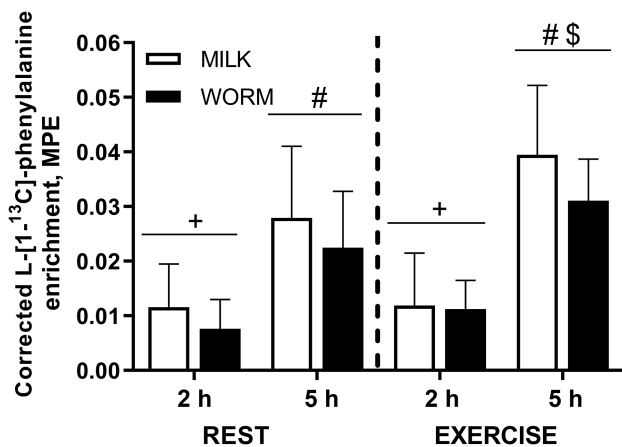 Corrected L-[1-¹³C]-phenylalanine
enrichment, MPE
0.06
0.05
0.04
0.03
0.02
0.01
0.00
MILK
WORM
+
#
+
# $
2 h
5 h
2 h
5 h
REST
EXERCISE